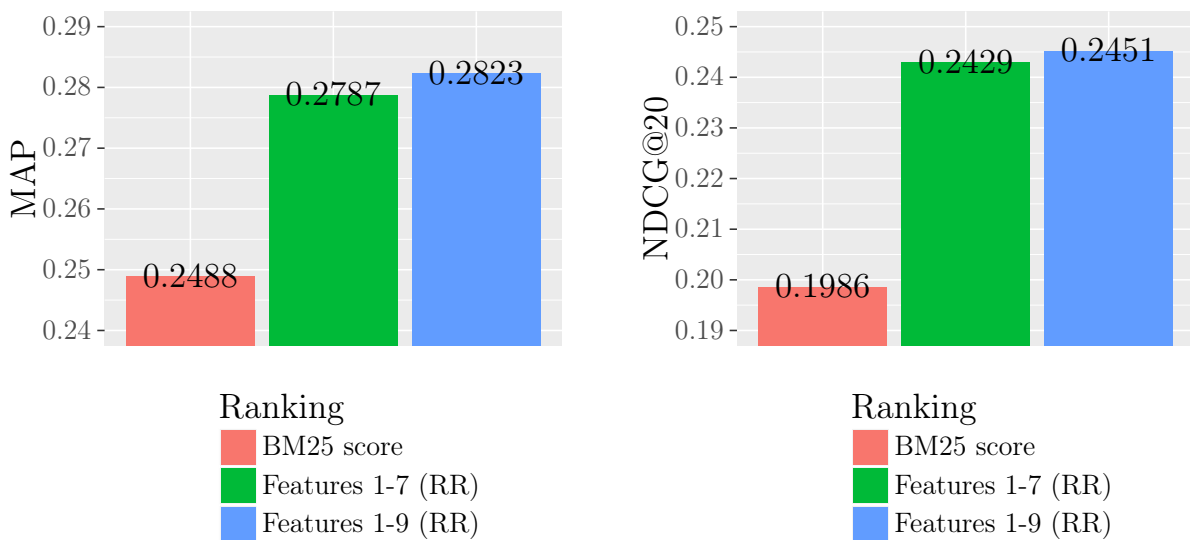 0.29
0.28
0.27
0.26
0.25
0.24
MAP
0.2488
0.2787
0.2823
Ranking
BM25 score
Features 1-7 (RR)
Features 1-9 (RR)
0.25
0.24
0.23
0.22
0.21
0.20
0.19
NDCG@20
0.1986
0.2429
0.2451
Ranking
BM25 score
Features 1-7 (RR)
Features 1-9 (RR)